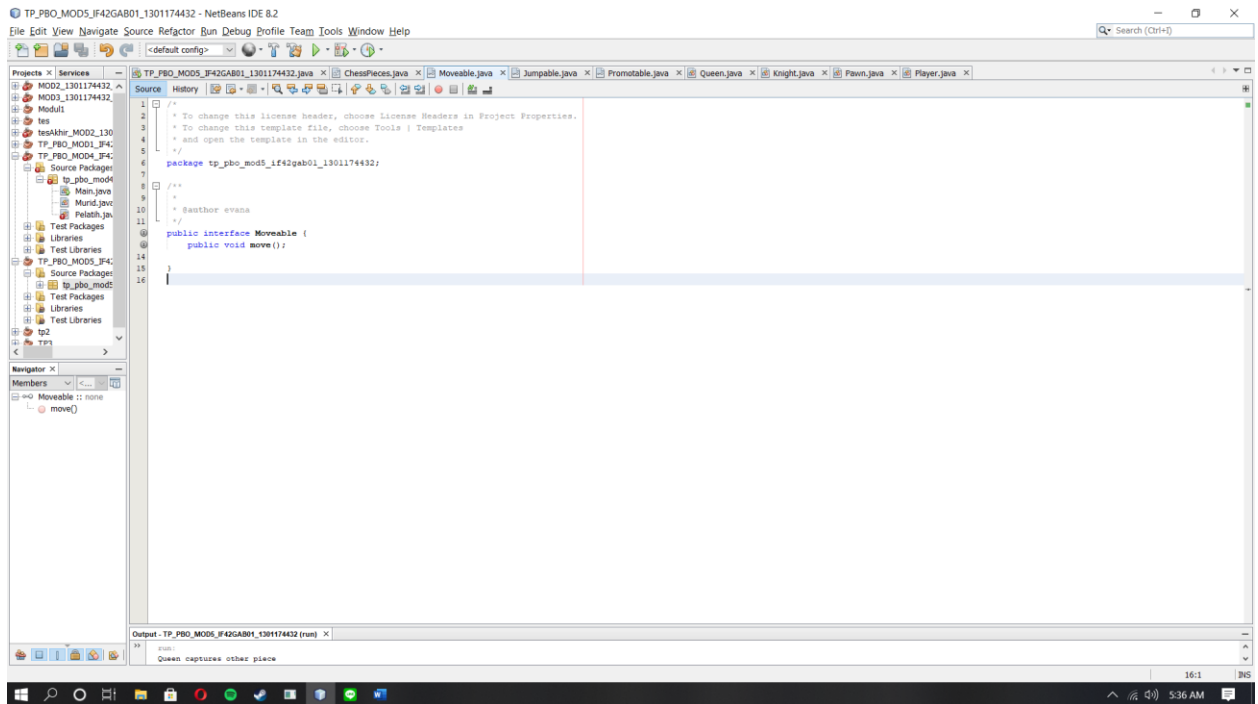 TP_PBO_MOD5_IF42GAB01_1301174432 - NetBeans IDE 8.2
File Edit View Navigate Source Refactor Run Debug Profile Team Tools Window Help
Search (Ctrl+I)
<default config>
Projects Services
TP_PBO_MOD5_IF42GAB01_1301174432.java ChessPieces.java Moveable.java Jumpable.java Promotable.java Queen.java Knight.java Pawn.java Player.java
MOD2_1301174432_
MOD3_1301174432_
Modul1
tes
tesAkhir_MOD2_130
TP_PBO_MOD1_IF42
TP_PBO_MOD4_IF42
Source Packages
tp_pbo_mod4
Main.java
Murid.java
Pelatih.jav
Test Packages
Libraries
Test Libraries
TP_PBO_MOD5_IF42
Source Packages
tp_pbo_mod5
Test Packages
Libraries
Test Libraries
tp2
TP3
Source History
1 /*
2 * To change this license header, choose License Headers in Project Properties.
3 * To change this template file, choose Tools | Templates
4 * and open the template in the editor.
5 */
6 package tp_pbo_mod5_if42gab01_1301174432;
7
8 /**
9 *
10 * @author evana
11 */
public interface Moveable {
public void move();
14
15 }
16
Navigator
Members <...
Moveable :: none
move()
Output - TP_PBO_MOD5_IF42GAB01_1301174432 (run)
run:
Queen captures other piece
16:1 INS
5:36 AM